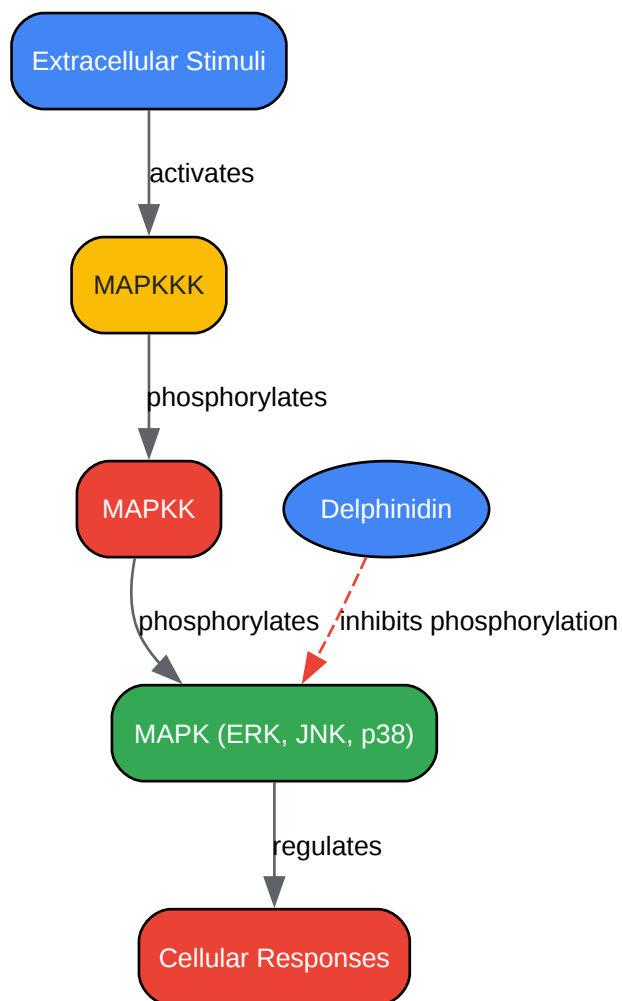 Extracellular Stimuli
activates
MAPKKK
phosphorylates
MAPKK
Delphinidin
phosphorylates
inhibits phosphorylation
MAPK (ERK, JNK, p38)
regulates
Cellular Responses